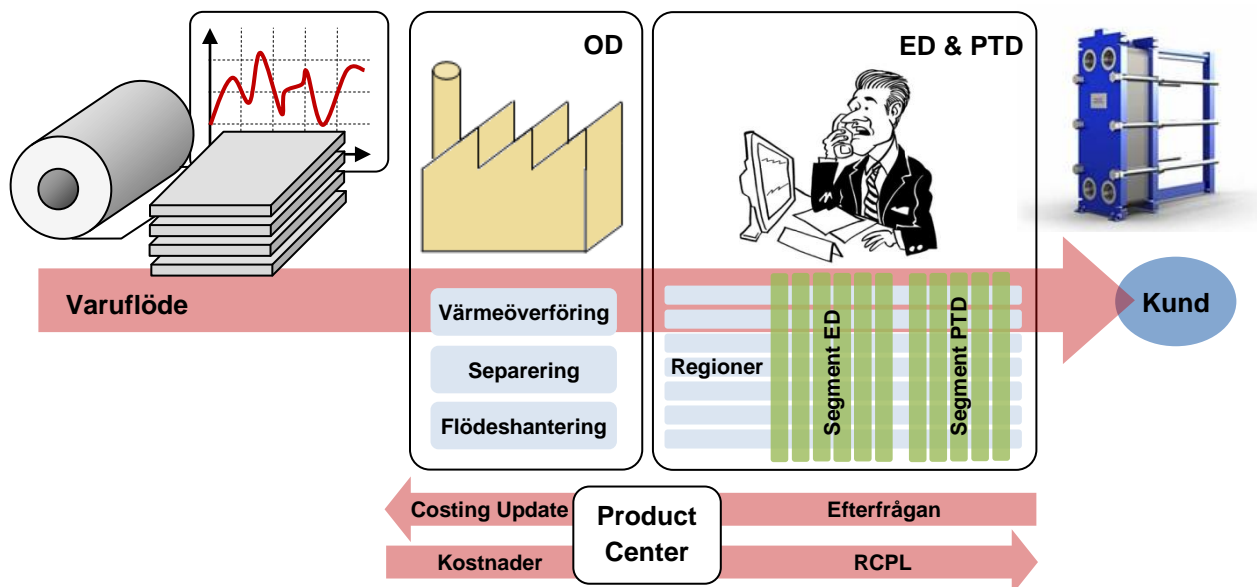 OD
ED & PTD
Varuflöde
Värmeöverföring
Separering
Flödeshantering
Regioner
Segment ED
Segment PTD
Kund
Costing Update
Efterfrågan
Product
Center
Kostnader
RCPL